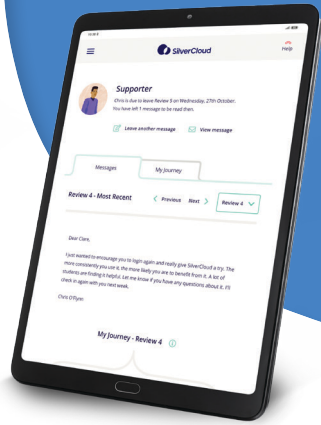 SilverCloud
Help
Supporter
Chris is due to leave Review 5 on Wednesday, 27th October.
You have left 1 message to be read then.
Leave another message View message
Messages My Journey
Review 4 - Most Recent Previous Next Review 4
Dear Clare,
I just wanted to encourage you to login again and really give SilverCloud a try. The
more consistently you use it, the more likely you are to benefit from it. A lot of
students are finding it helpful. Let me know if you have any questions about it. I'll
check in again with you next week.
Chris O'Flynn
My Journey - Review 4